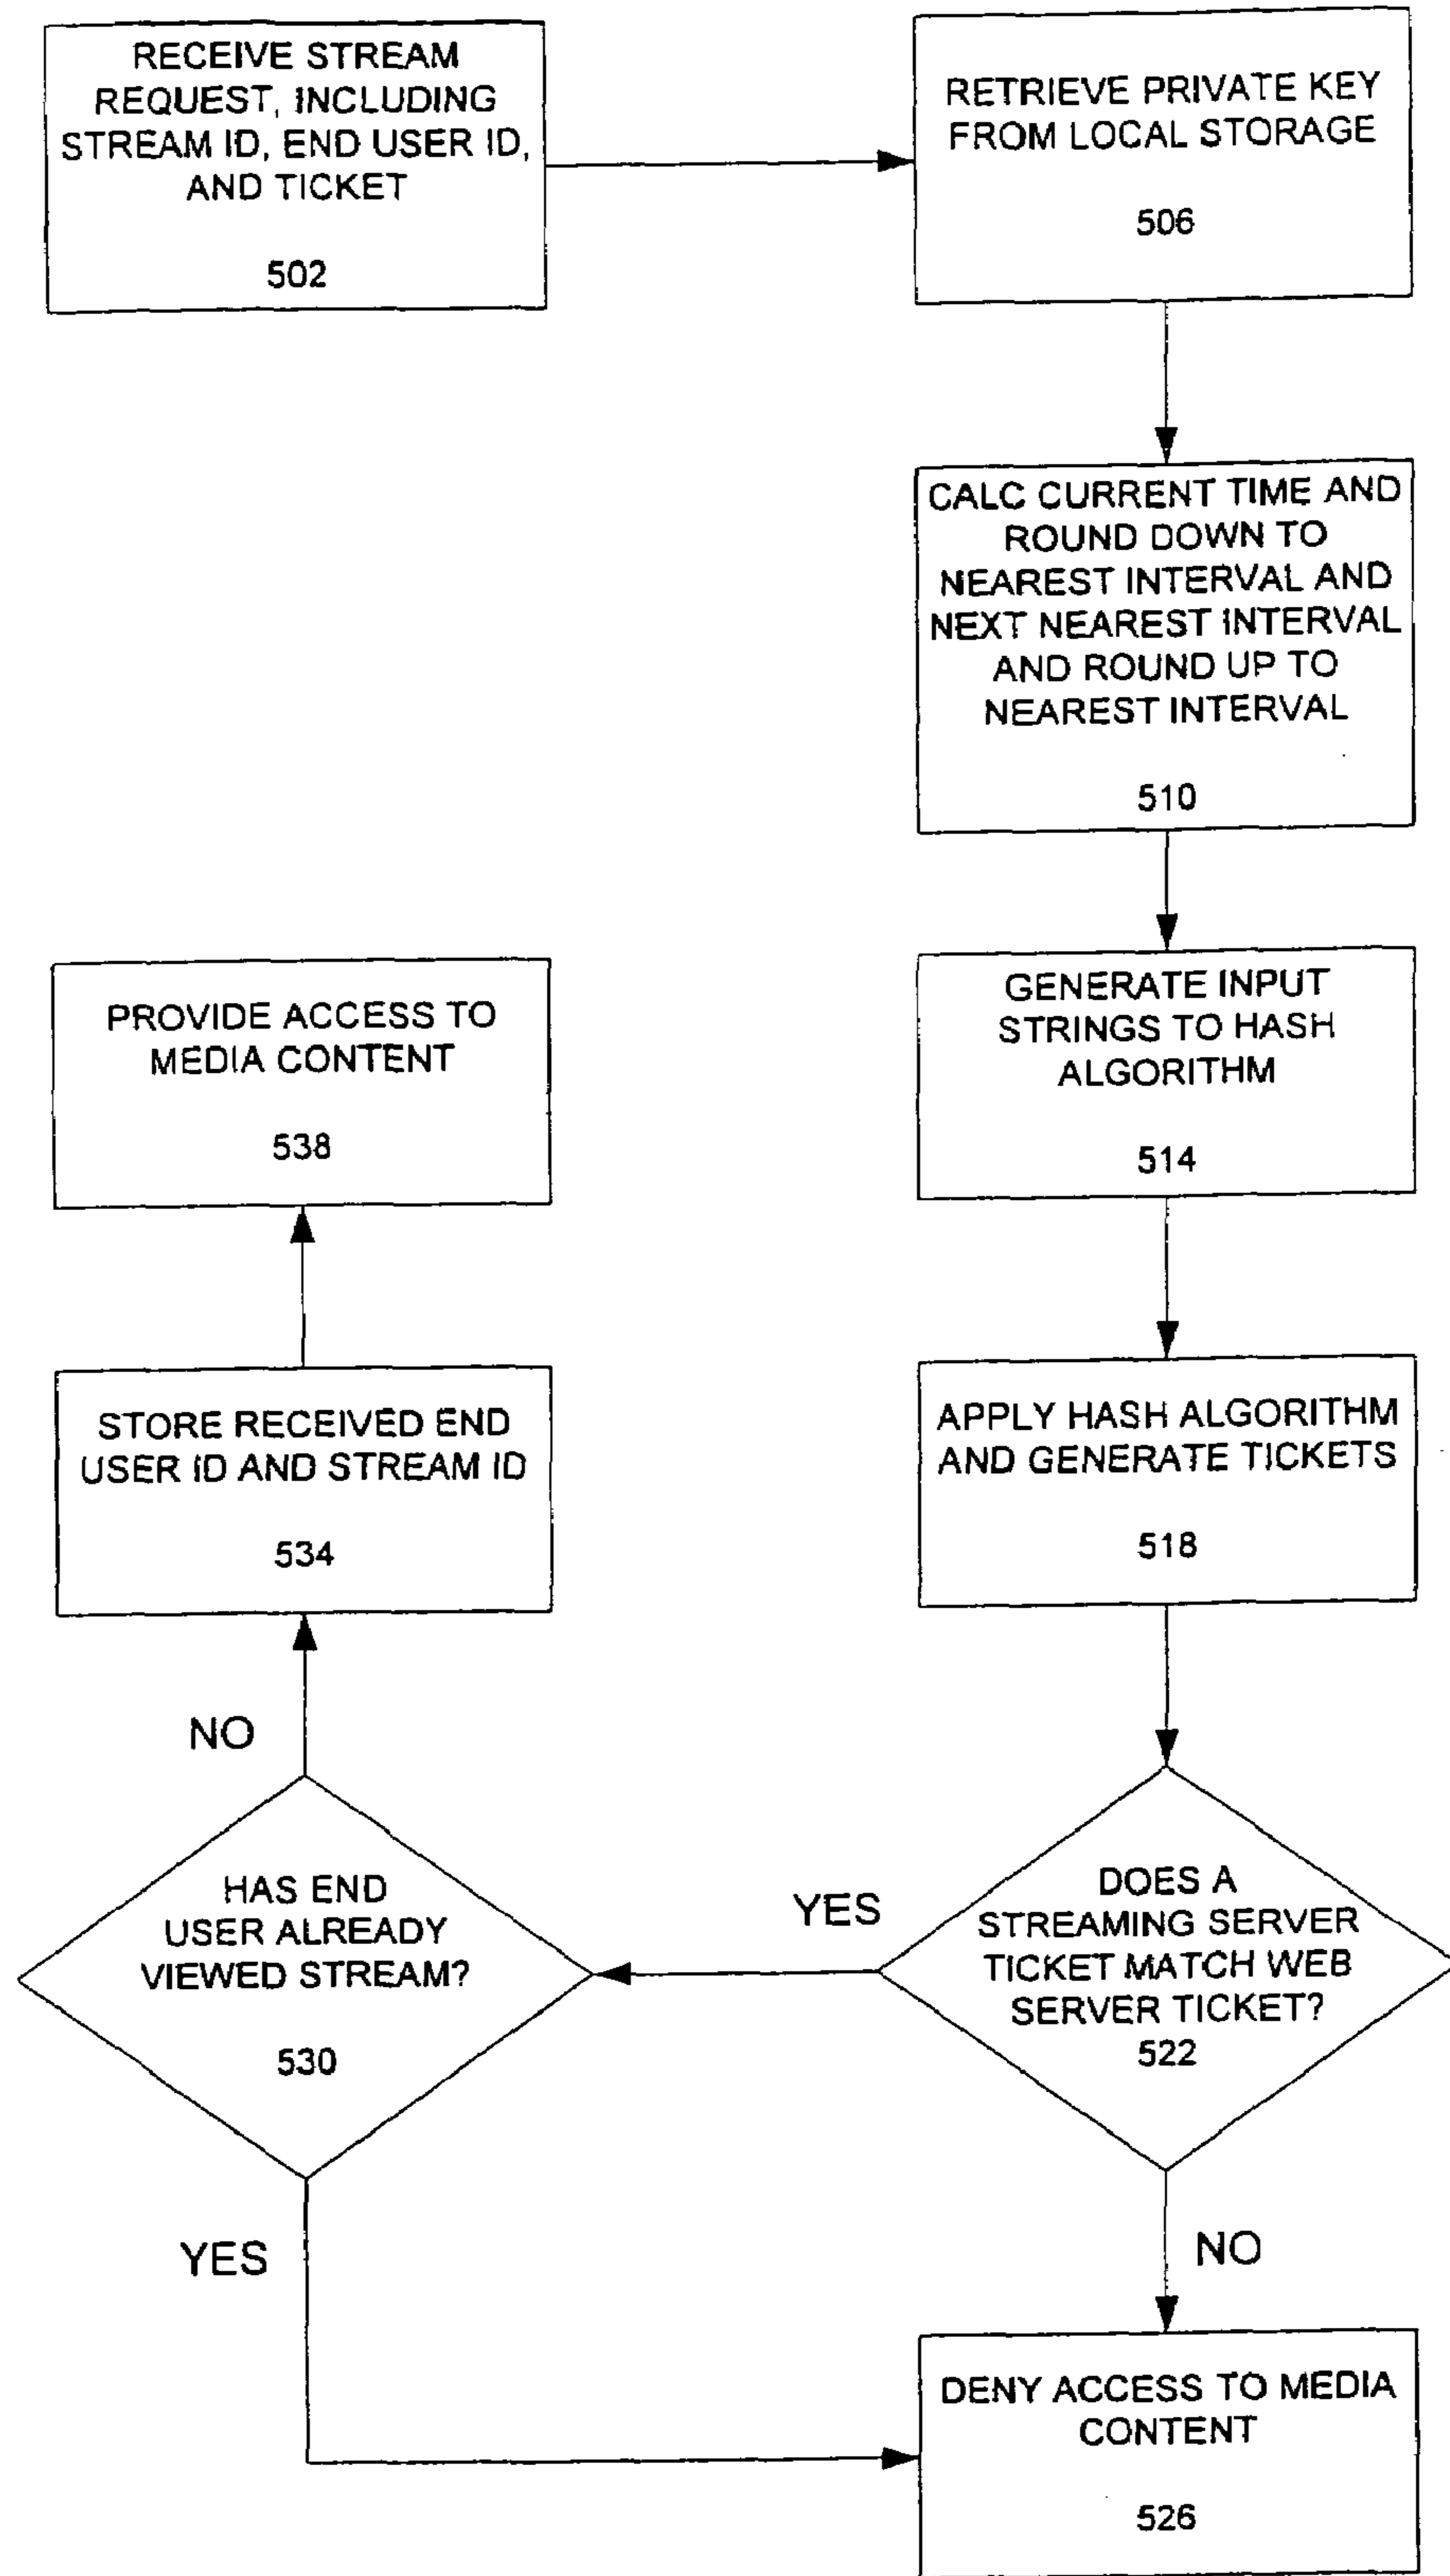 RECEIVE STREAM
REQUEST, INCLUDING
STREAM ID, END USER ID,
AND TICKET
502
RETRIEVE PRIVATE KEY
FROM LOCAL STORAGE
506
CALC CURRENT TIME AND
ROUND DOWN TO
NEAREST INTERVAL AND
NEXT NEAREST INTERVAL
AND ROUND UP TO
NEAREST INTERVAL
510
GENERATE INPUT
STRINGS TO HASH
ALGORITHM
514
APPLY HASH ALGORITHM
AND GENERATE TICKETS
518
DOES A
STREAMING SERVER
TICKET MATCH WEB
SERVER TICKET?
522
YES
NO
DENY ACCESS TO MEDIA
CONTENT
526
HAS END
USER ALREADY
VIEWED STREAM?
530
YES
NO
STORE RECEIVED END
USER ID AND STREAM ID
534
PROVIDE ACCESS TO
MEDIA CONTENT
538